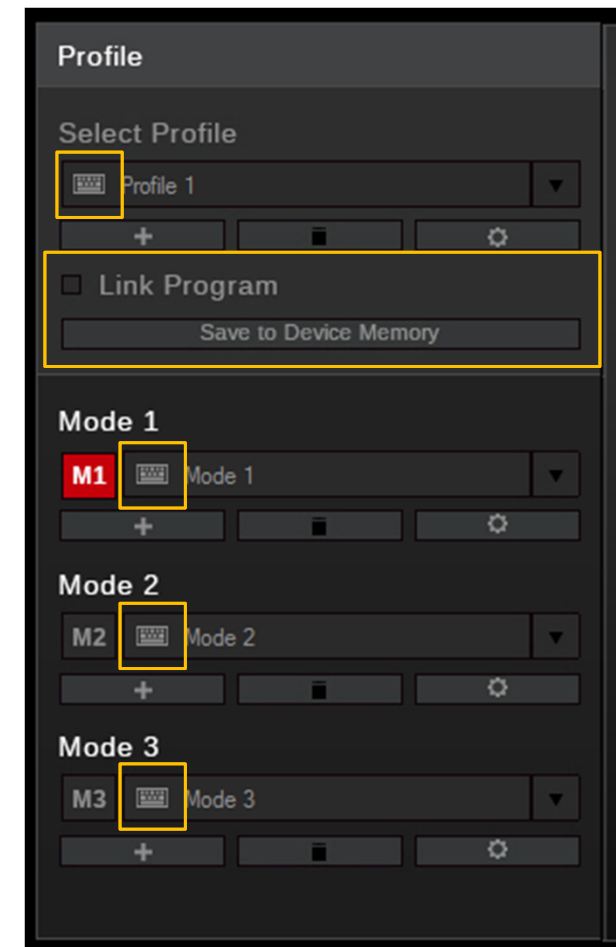 Profile
Select Profile
Profile 1
Link Program
Save to Device Memory
Mode 1
M1 Mode 1
Mode 2
M2 Mode 2
Mode 3
M3 Mode 3